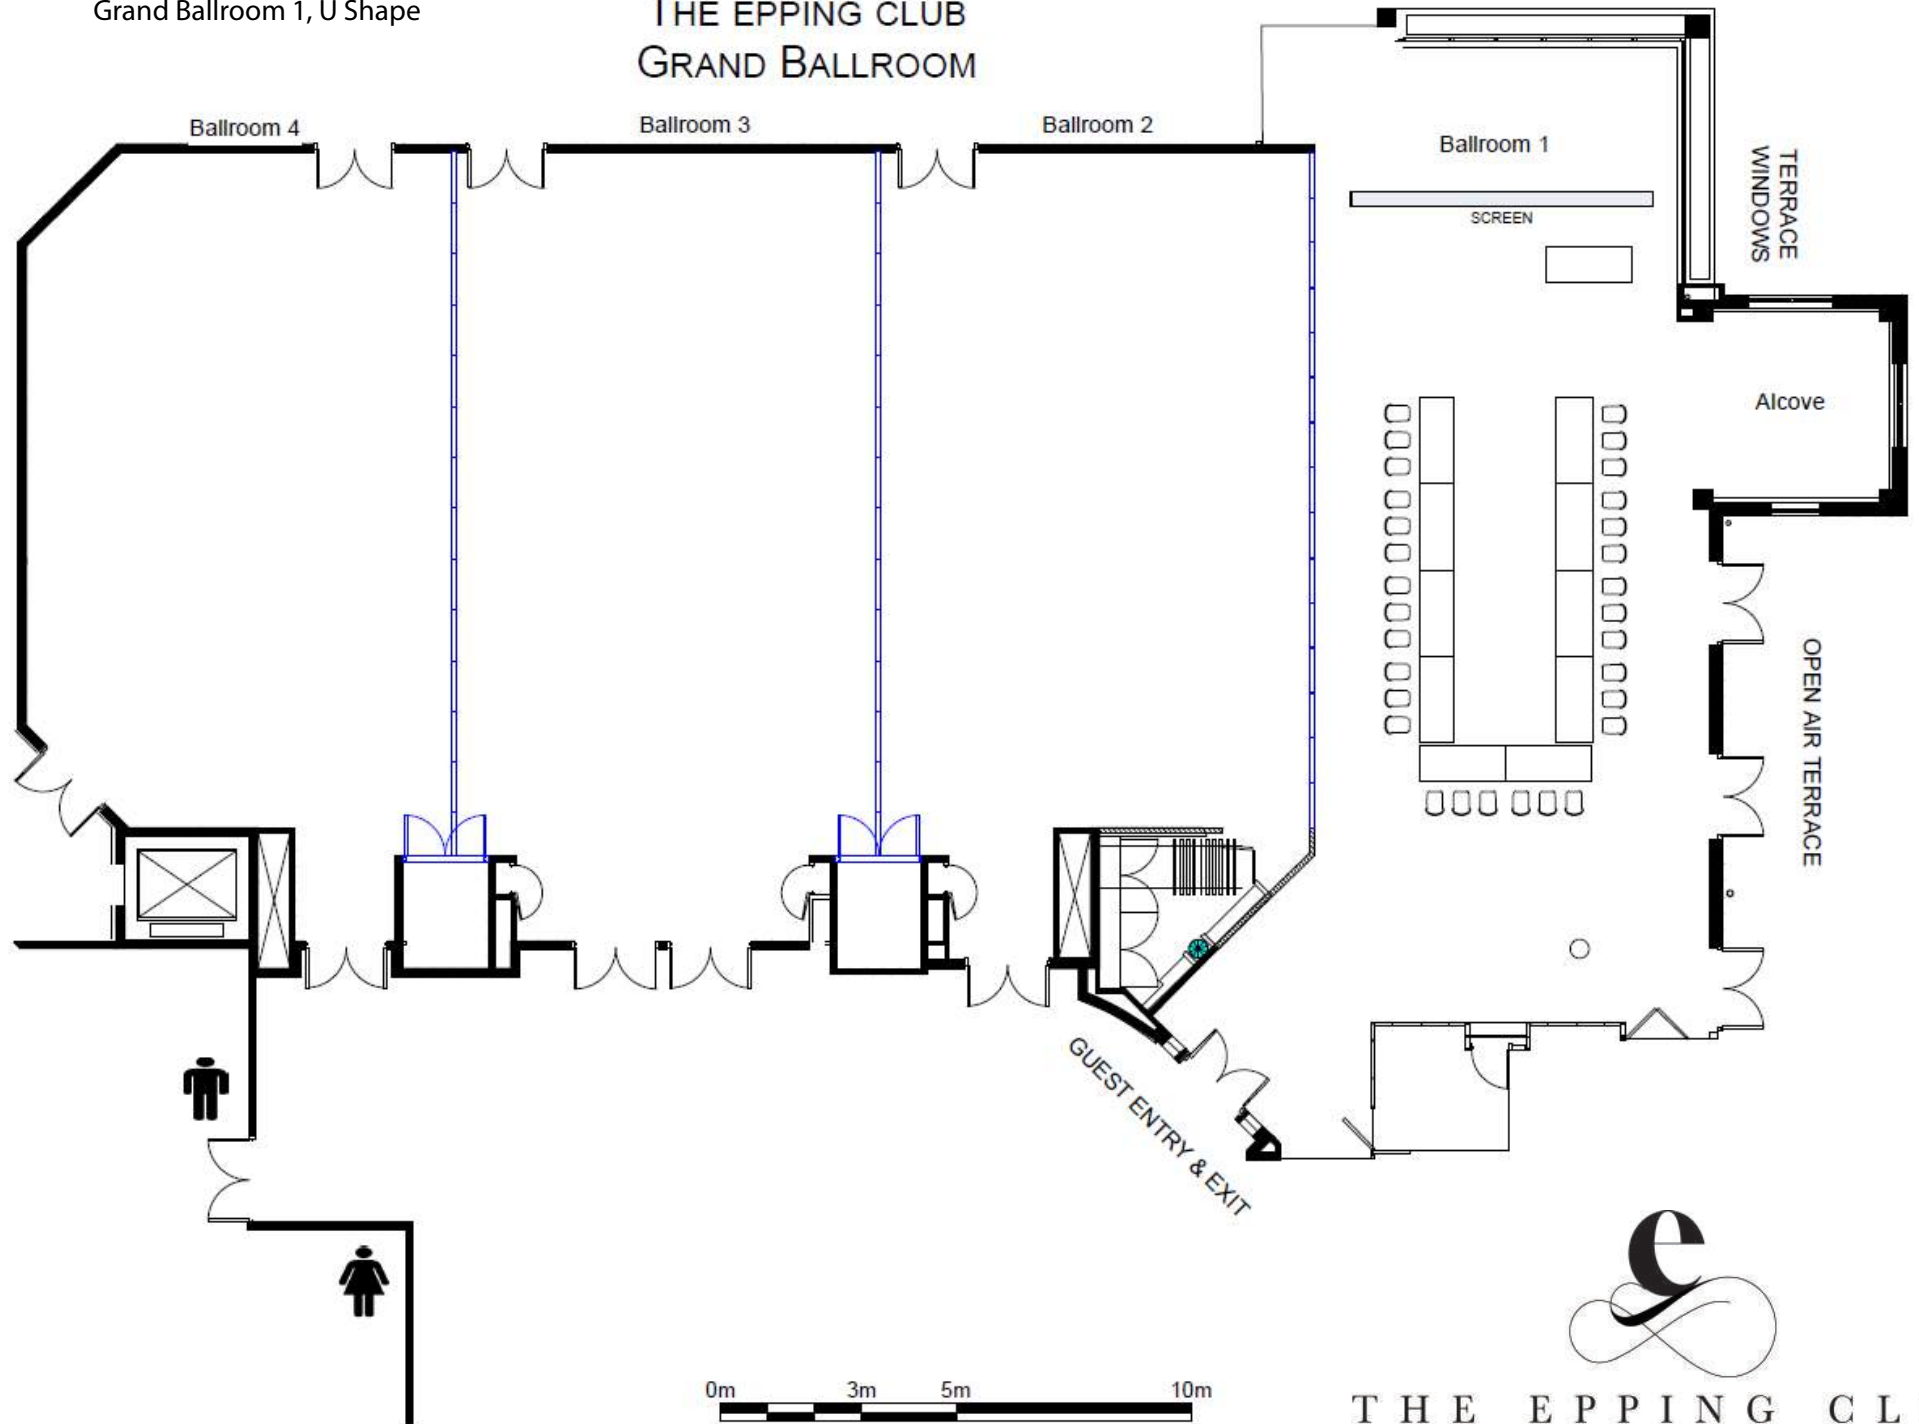 Grand Ballroom 1, U Shape
THE EPPING CLUB
GRAND BALLROOM
Ballroom 4
Ballroom 3
Ballroom 2
Ballroom 1
SCREEN
TERRACE
WINDOWS
Alcove
OPEN AIR TERRACE
GUEST ENTRY & EXIT
0m 3m 5m 10m
e
THE EPPING CL